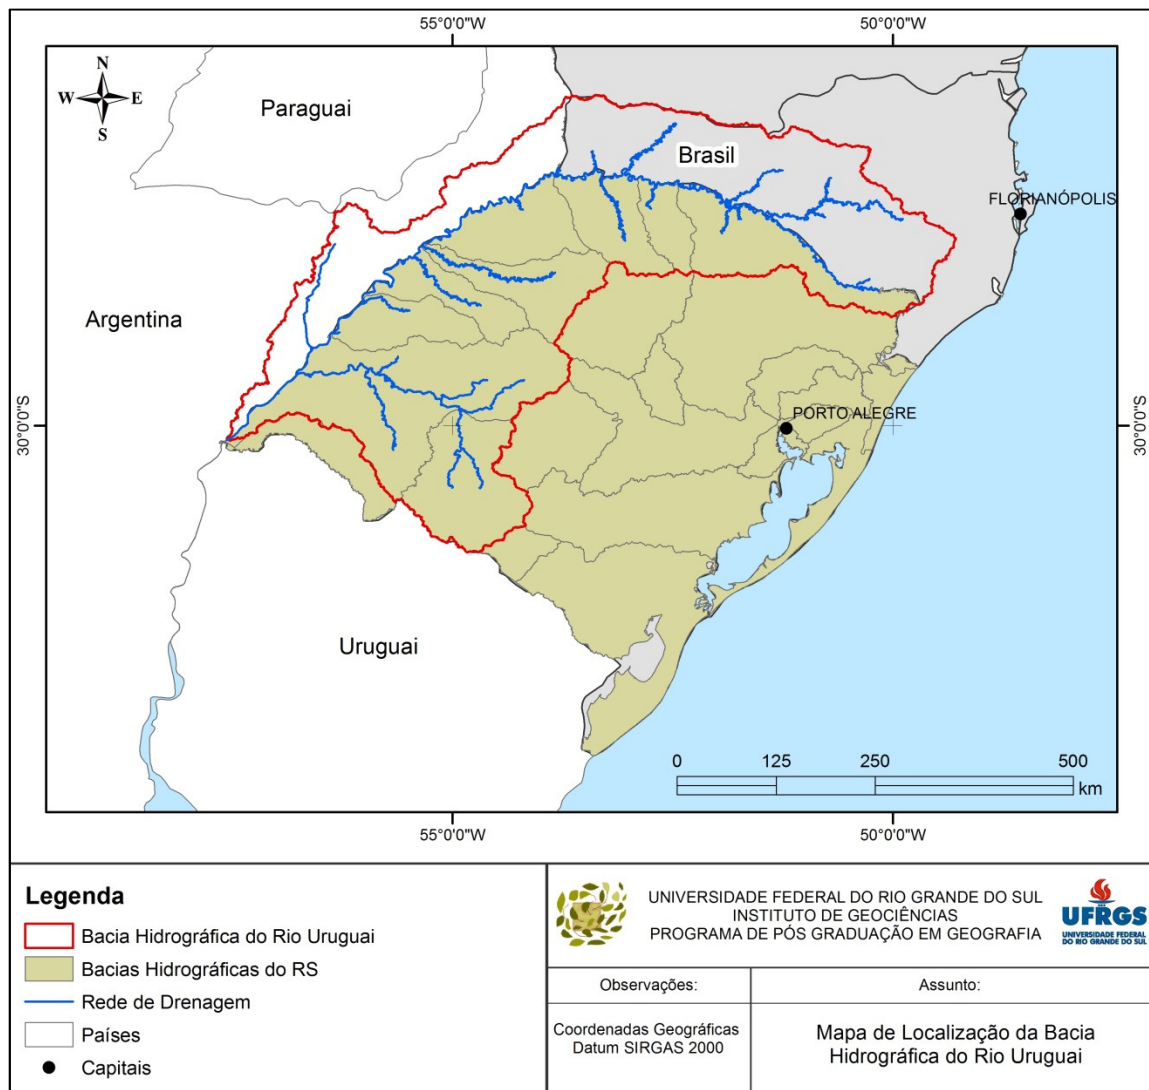 55°0'0"W
50°0'0"W
N
W
E
S
Paraguai
Brasil
FLORIANÓPOLIS
Argentina
30°0'0"S
30°0'0"S
PORTO ALEGRE
Uruguai
0
125
250
500
km
55°0'0"W
50°0'0"W
Legenda
Bacia Hidrográfica do Rio Uruguai
Bacias Hidrográficas do RS
Rede de Drenagem
Países
Capitais
UNIVERSIDADE FEDERAL DO RIO GRANDE DO SUL
INSTITUTO DE GEOCIÊNCIAS
PROGRAMA DE PÓS GRADUAÇÃO EM GEOGRAFIA
UFRGS
UNIVERSIDADE FEDERAL
DO RIO GRANDE DO SUL
Observações:
Coordenadas Geográficas
Datum SIRGAS 2000
Assunto:
Mapa de Localização da Bacia
Hidrográfica do Rio Uruguai